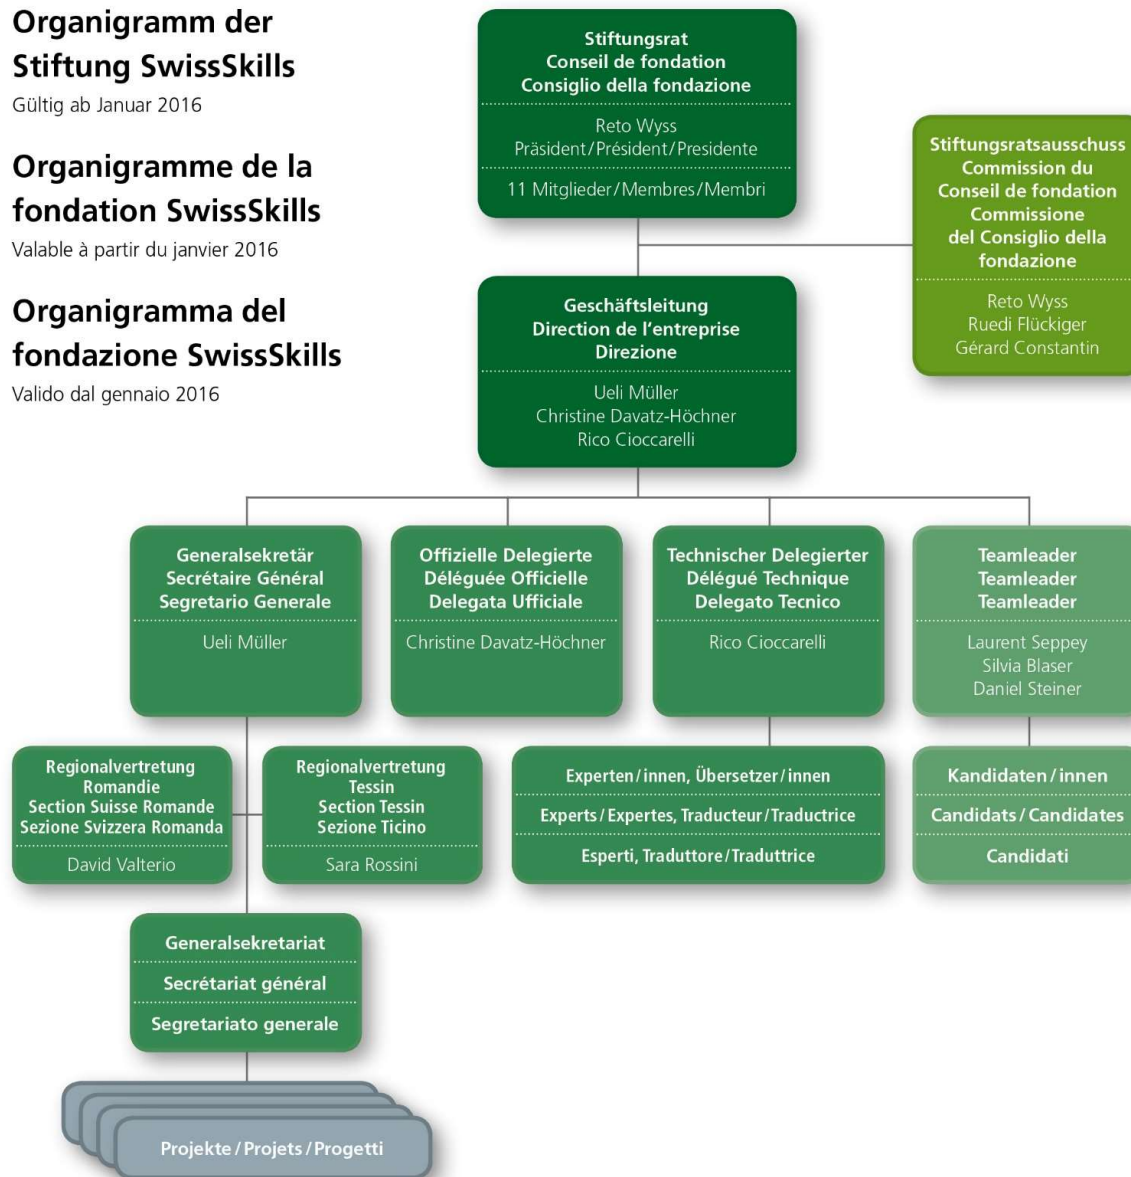 Organigramm der
Stiftung SwissSkills
Gültig ab Januar 2016
Organigramme de la
fondation SwissSkills
Valable à partir du janvier 2016
Organigramma del
fondazione SwissSkills
Valido dal gennaio 2016
Stiftungsrat
Conseil de fondation
Consiglio della fondazione
Reto Wyss
Präsident/Président/Presidente
11 Mitglieder/Membres/Membri
Stiftungsratsausschuss
Commission du
Conseil de fondation
Commissione
del Consiglio della
fondazione
Reto Wyss
Ruedi Flückiger
Gérard Constantin
Geschäftsleitung
Direction de l'entreprise
Direzione
Ueli Müller
Christine Davatz-Höchner
Rico Cioccarelli
Generalsekretär
Secrétaire Général
Segretario Generale
Ueli Müller
Offizielle Delegierte
Déléguée Officielle
Delegata Ufficiale
Christine Davatz-Höchner
Technischer Delegierter
Délégué Technique
Delegato Tecnico
Rico Cioccarelli
Teamleader
Teamleader
Teamleader
Laurent Seppey
Silvia Blaser
Daniel Steiner
Regionalvertretung
Romandie
Section Suisse Romande
Sezione Svizzera Romanda
David Valterio
Regionalvertretung
Tessin
Section Tessin
Sezione Ticino
Sara Rossini
Experten/innen, Übersetzer/innen
Experts/Expertes, Traducteur/Traductrice
Esperti, Traduttore/Traduttrice
Kandidaten/innen
Candidats/Candidates
Candidati
Generalsekretariat
Secrétariat général
Segretariato generale
Projekte/Projets/Progetti